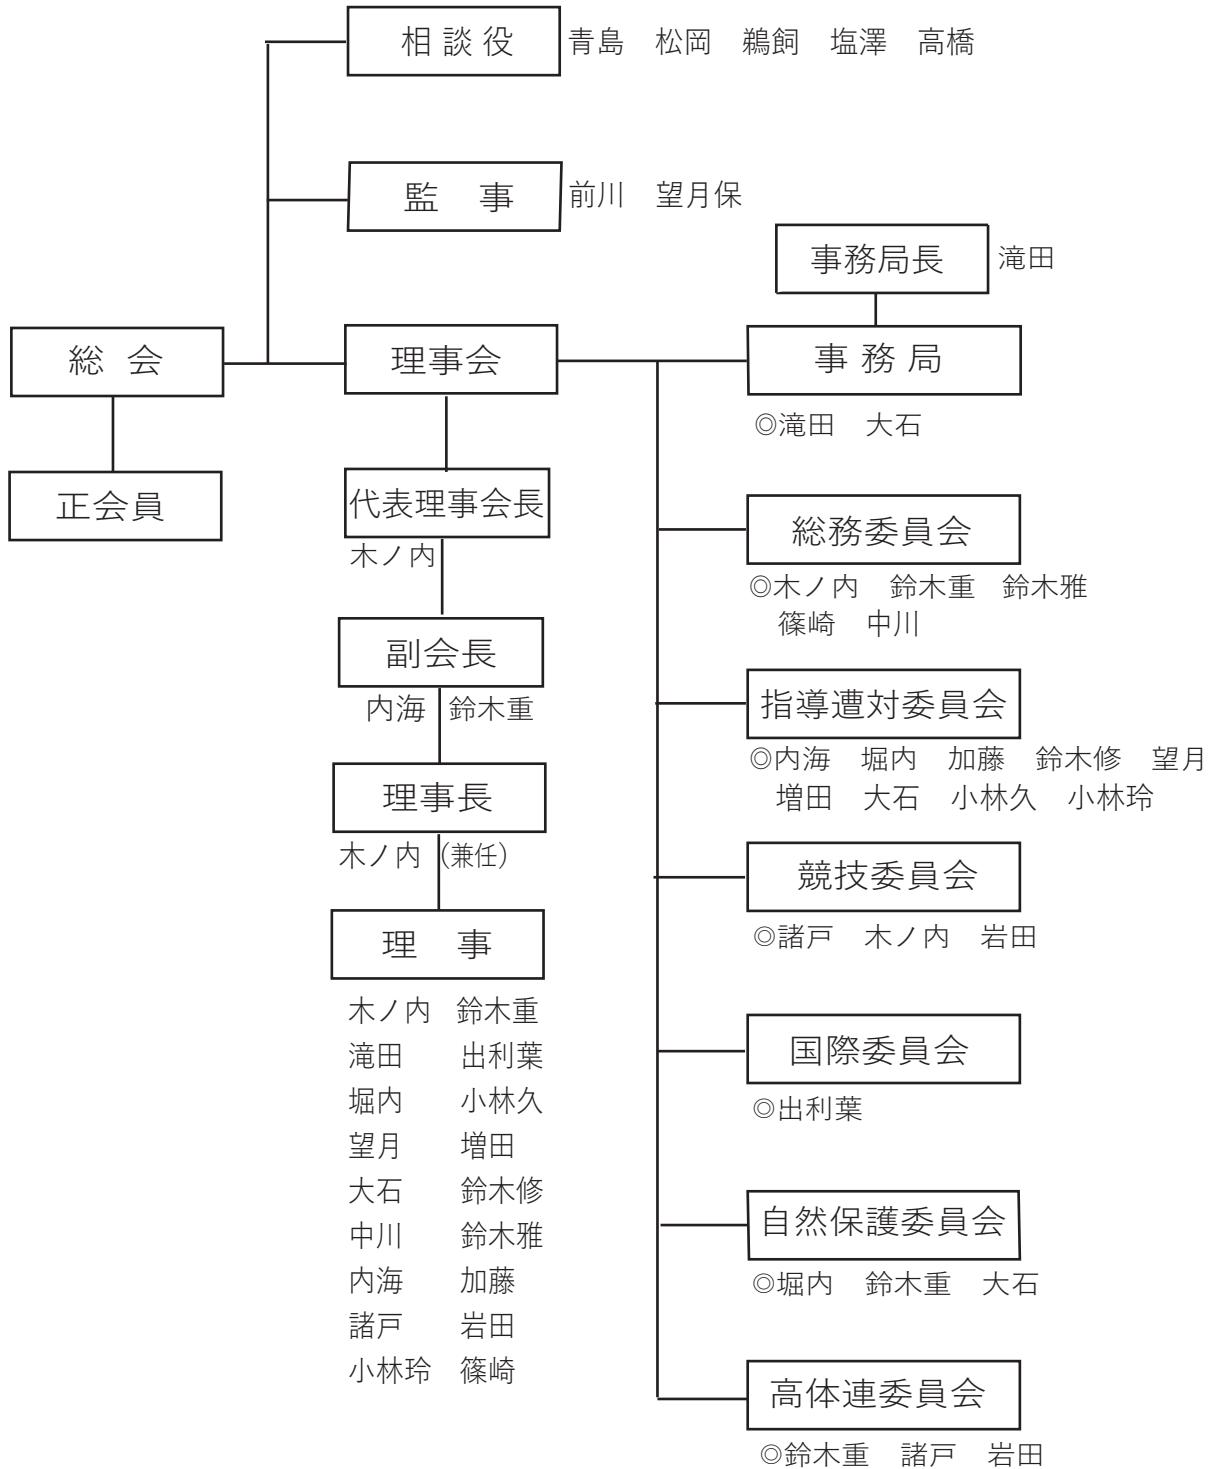 相談役　青島　松岡　鵜飼　塩澤　高橋
監　事　前川　望月保
事務局長　滝田
総 会
理事会
事務局
◎滝田　大石
正会員
代表理事会長
木ノ内
副会長
内海　鈴木重
理事長
木ノ内（兼任）
理　事
木ノ内　鈴木重
滝田　出利葉
堀内　小林久
望月　増田
大石　鈴木修
中川　鈴木雅
内海　加藤
諸戸　岩田
小林玲　篠崎
総務委員会
◎木ノ内　鈴木重　鈴木雅
篠崎　中川
指導遭対委員会
◎内海　堀内　加藤　鈴木修　望月
増田　大石　小林久　小林玲
競技委員会
◎諸戸　木ノ内　岩田
国際委員会
◎出利葉
自然保護委員会
◎堀内　鈴木重　大石
高体連委員会
◎鈴木重　諸戸　岩田